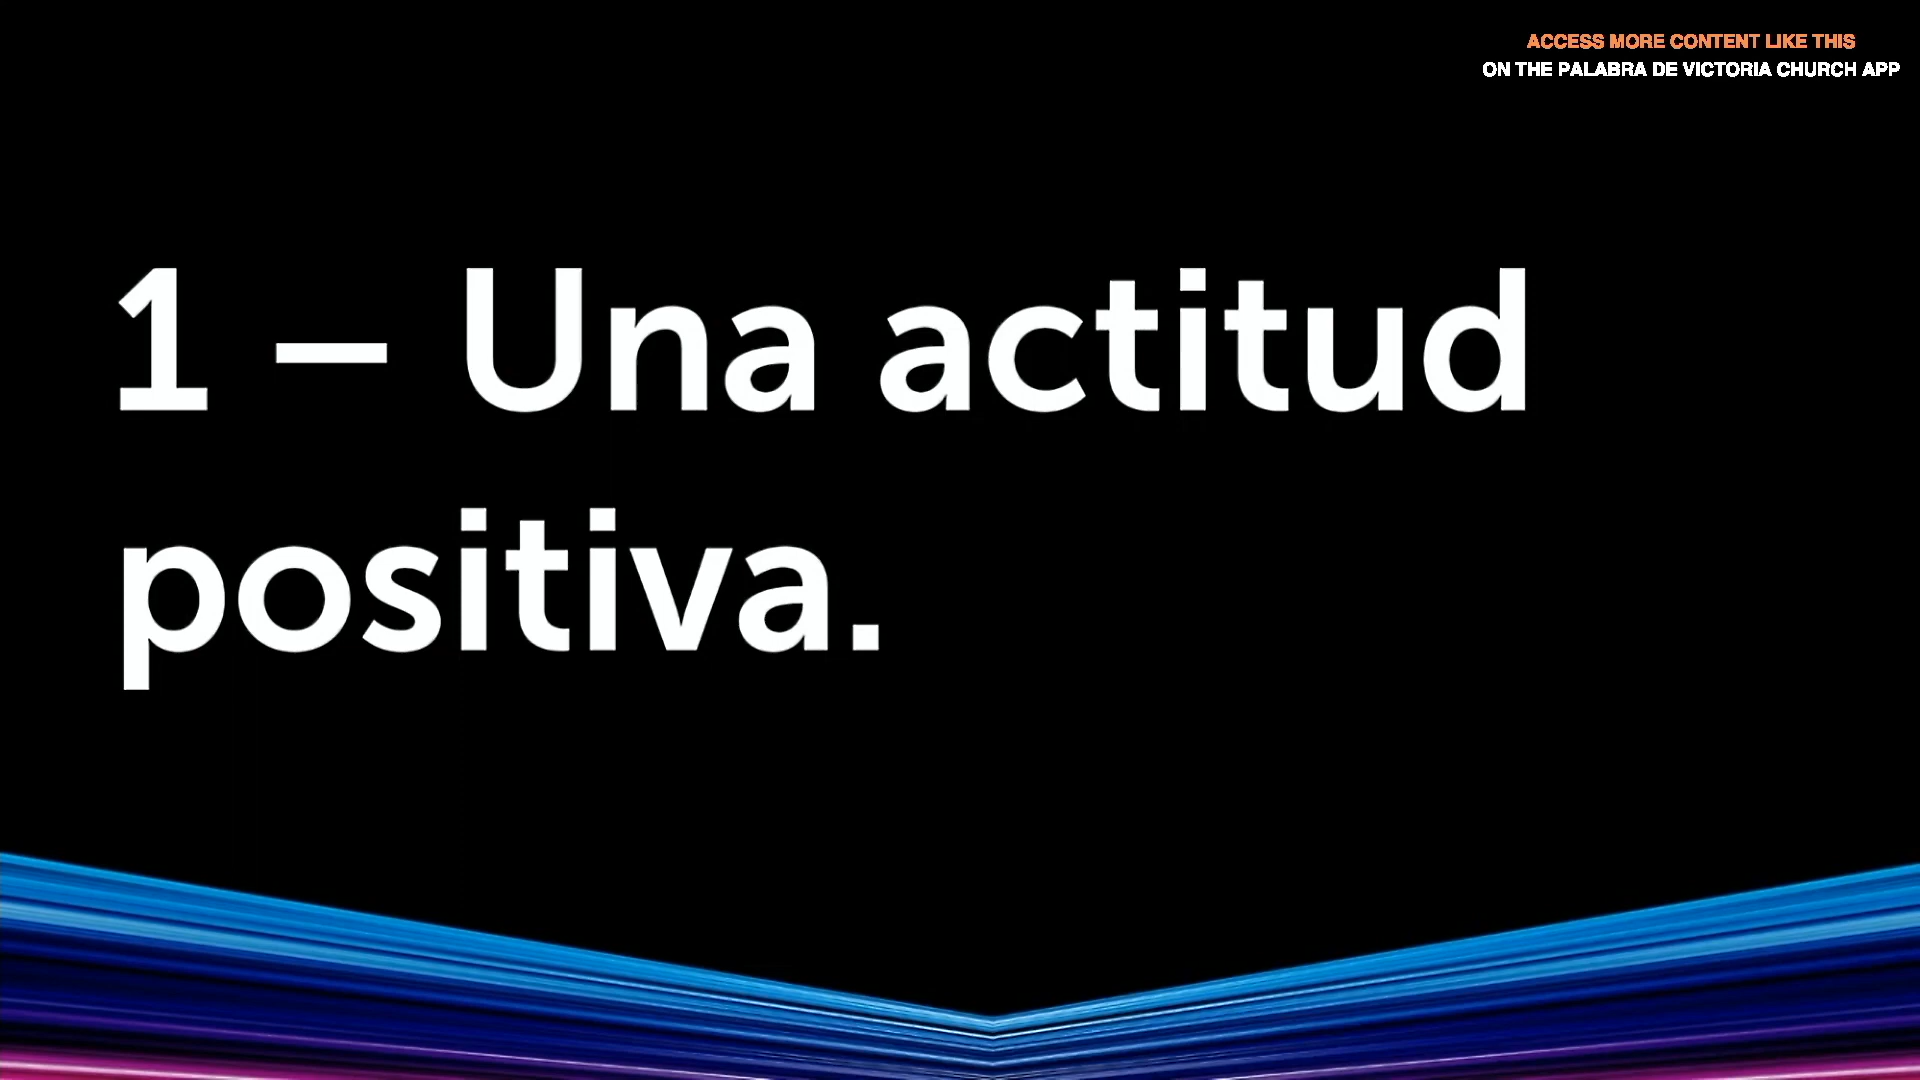 ACCESS MORE CONTENT LIKE THIS
ON THE PALABRA DE VICTORIA CHURCH APP
1 – Una actitud
positiva.